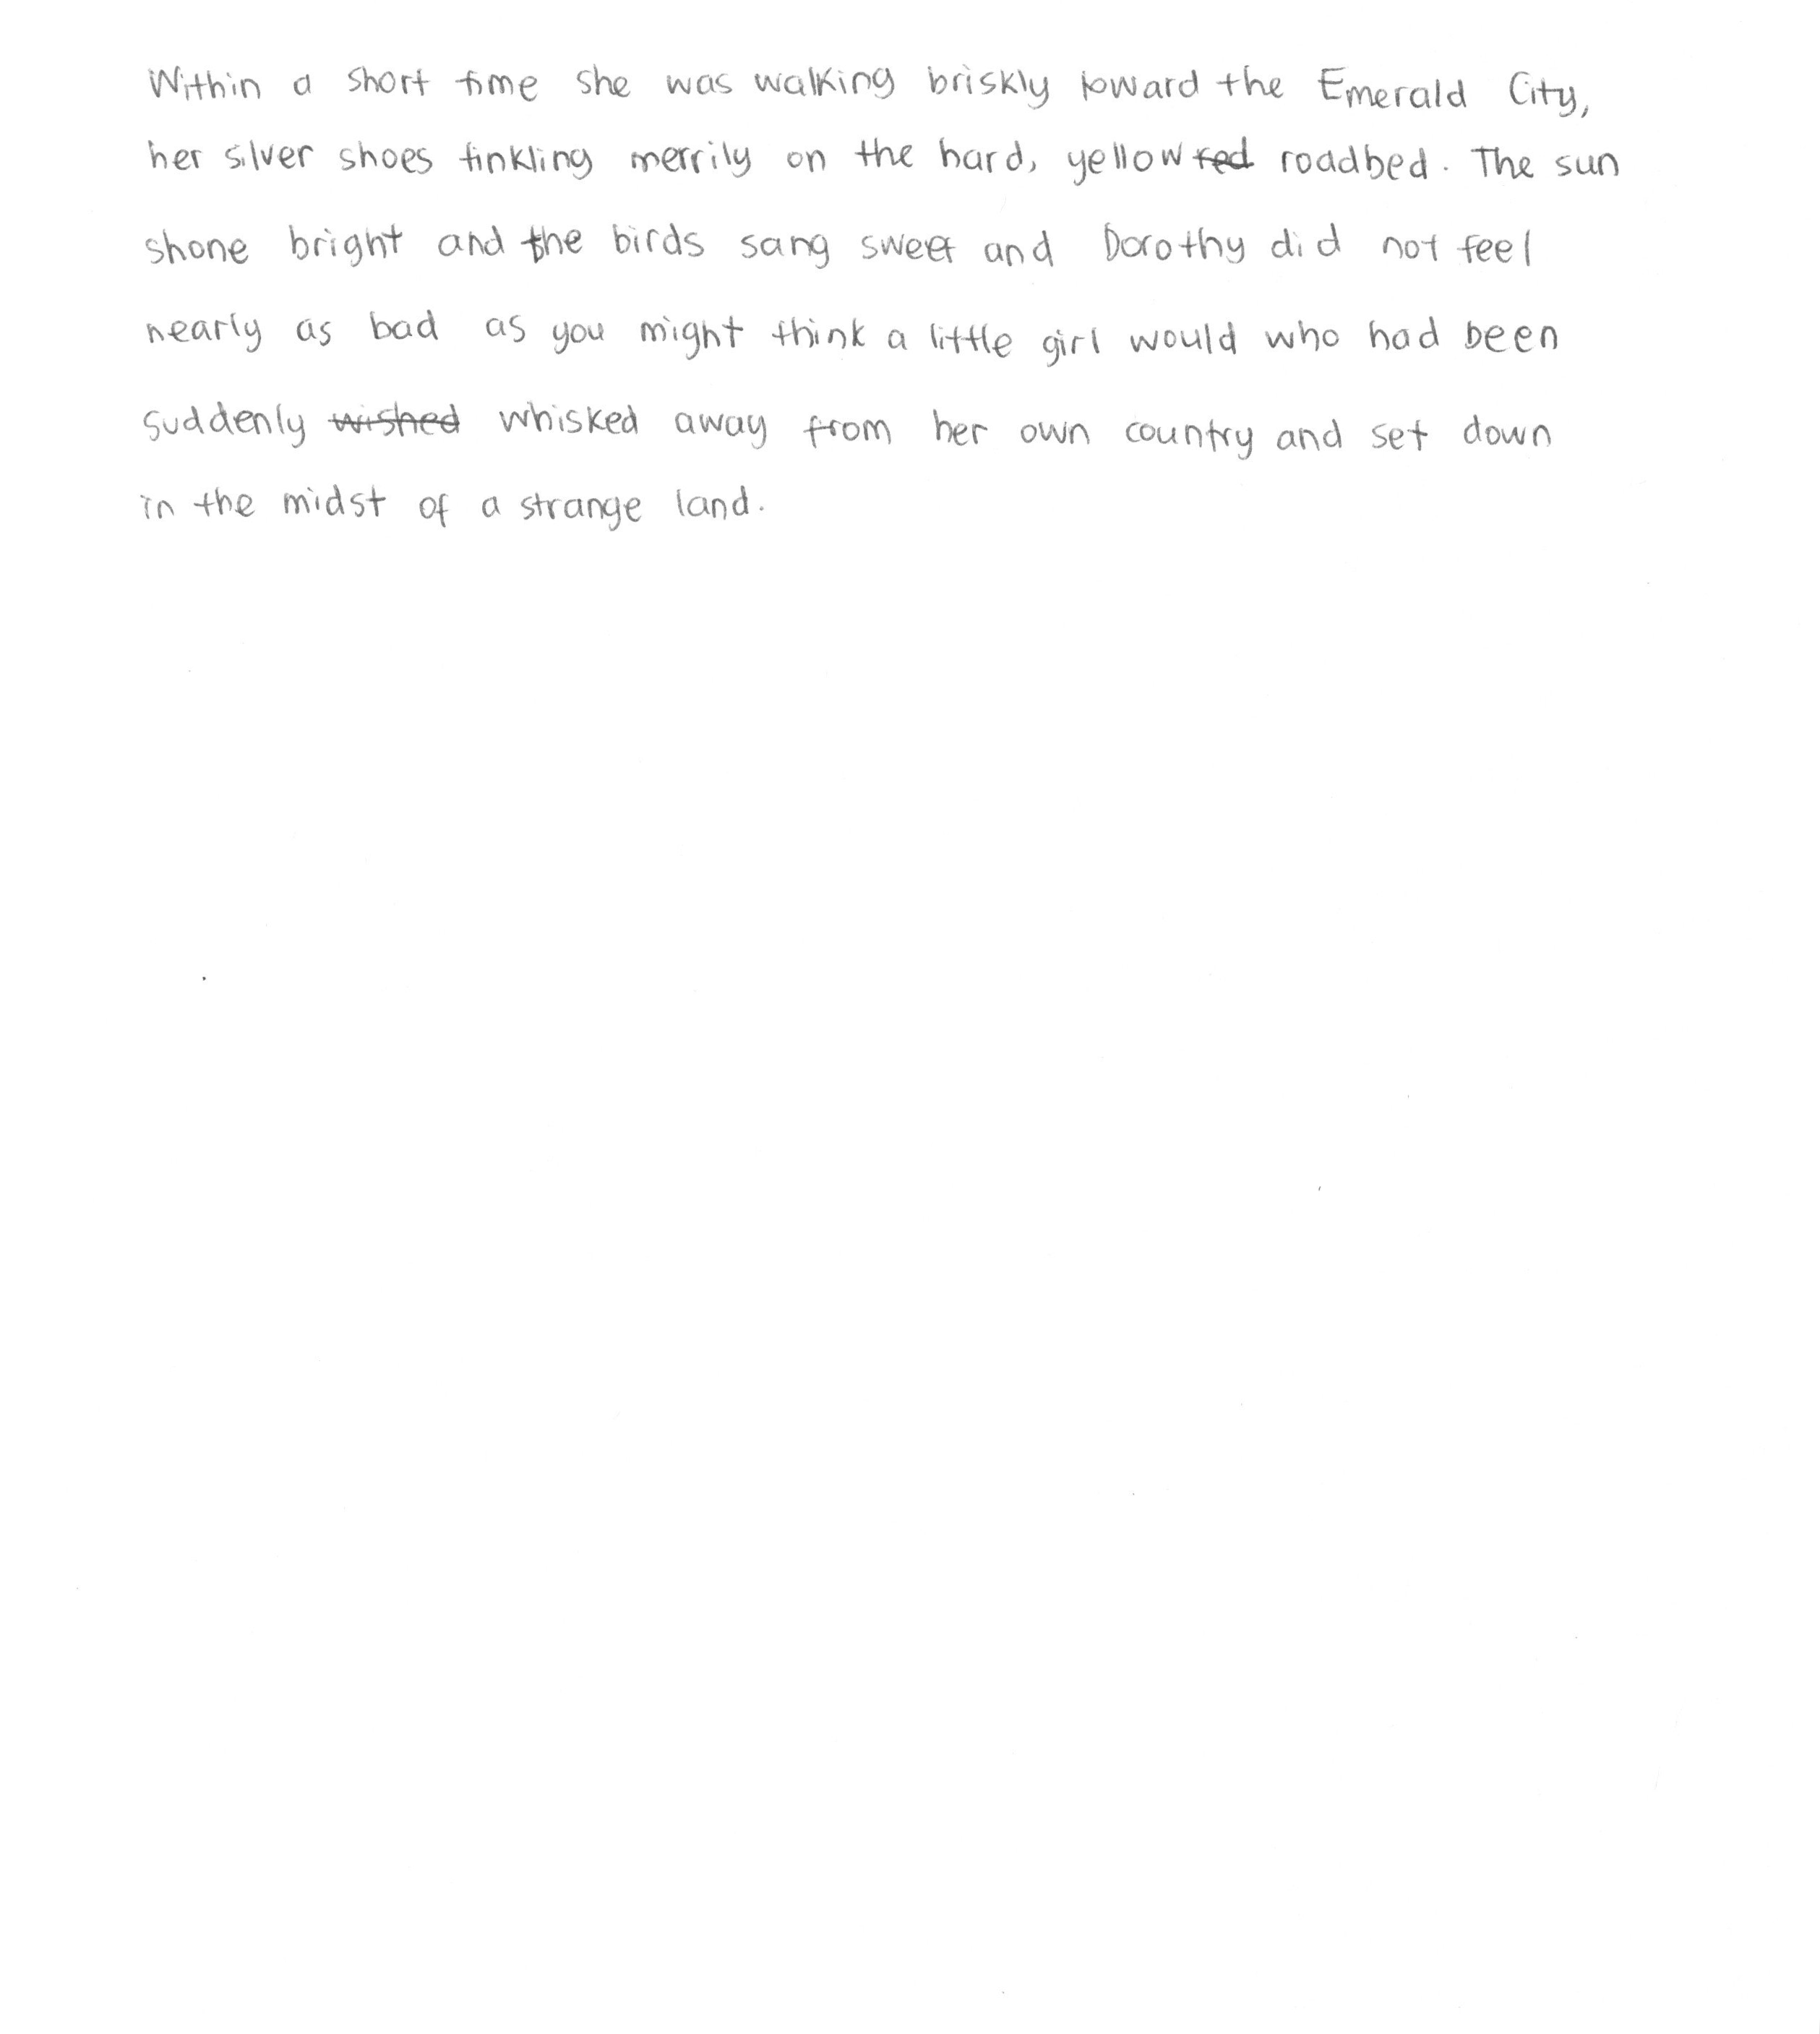 Within a short time she was walking briskly toward the Emerald City,
her silver shoes tinkling merrily on the hard, yellow ~~red~~ roadbed. The sun
shone bright and the birds sang sweet and Dorothy did not feel
nearly as bad as you might think a little girl would who had been
suddenly ~~wished~~ whisked away from her own country and set down
in the midst of a strange land.